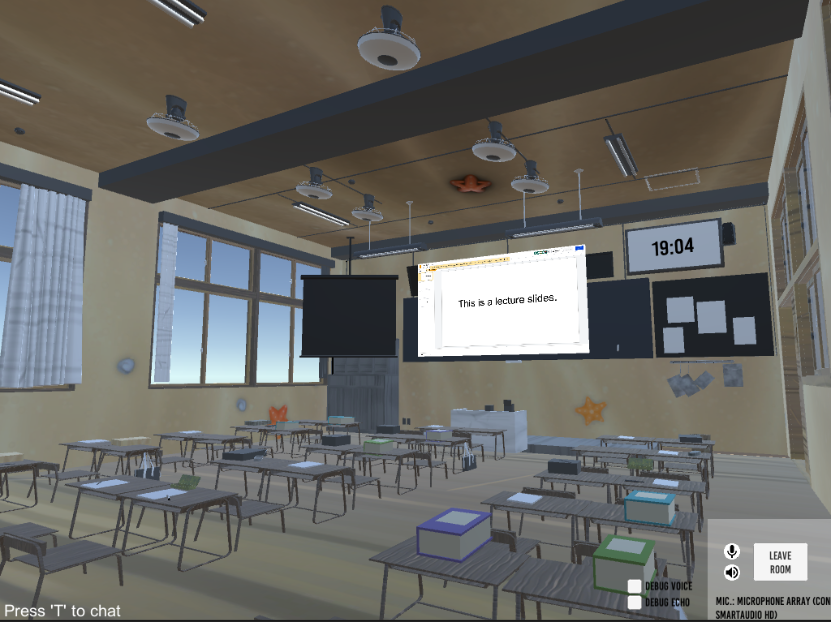 19:04
This is a lecture slides.
LEAVE
ROOM
DEBUG VOICE
DEBUG ECHO
MIC.: MICROPHONE ARRAY (CON
SMARTAUDIO HD)
Press 'T' to chat